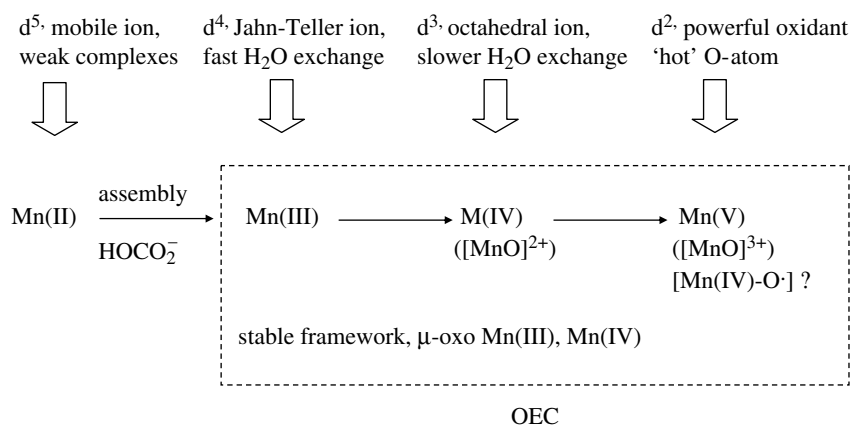 d⁵, mobile ion,
weak complexes
d⁴, Jahn-Teller ion,
fast H₂O exchange
d³, octahedral ion,
slower H₂O exchange
d², powerful oxidant
‘hot’ O-atom
Mn(II)
assembly
HOCO₂⁻
Mn(III)
M(IV)
([MnO]²⁺)
Mn(V)
([MnO]³⁺)
[Mn(IV)-O·] ?
stable framework, μ-oxo Mn(III), Mn(IV)
OEC